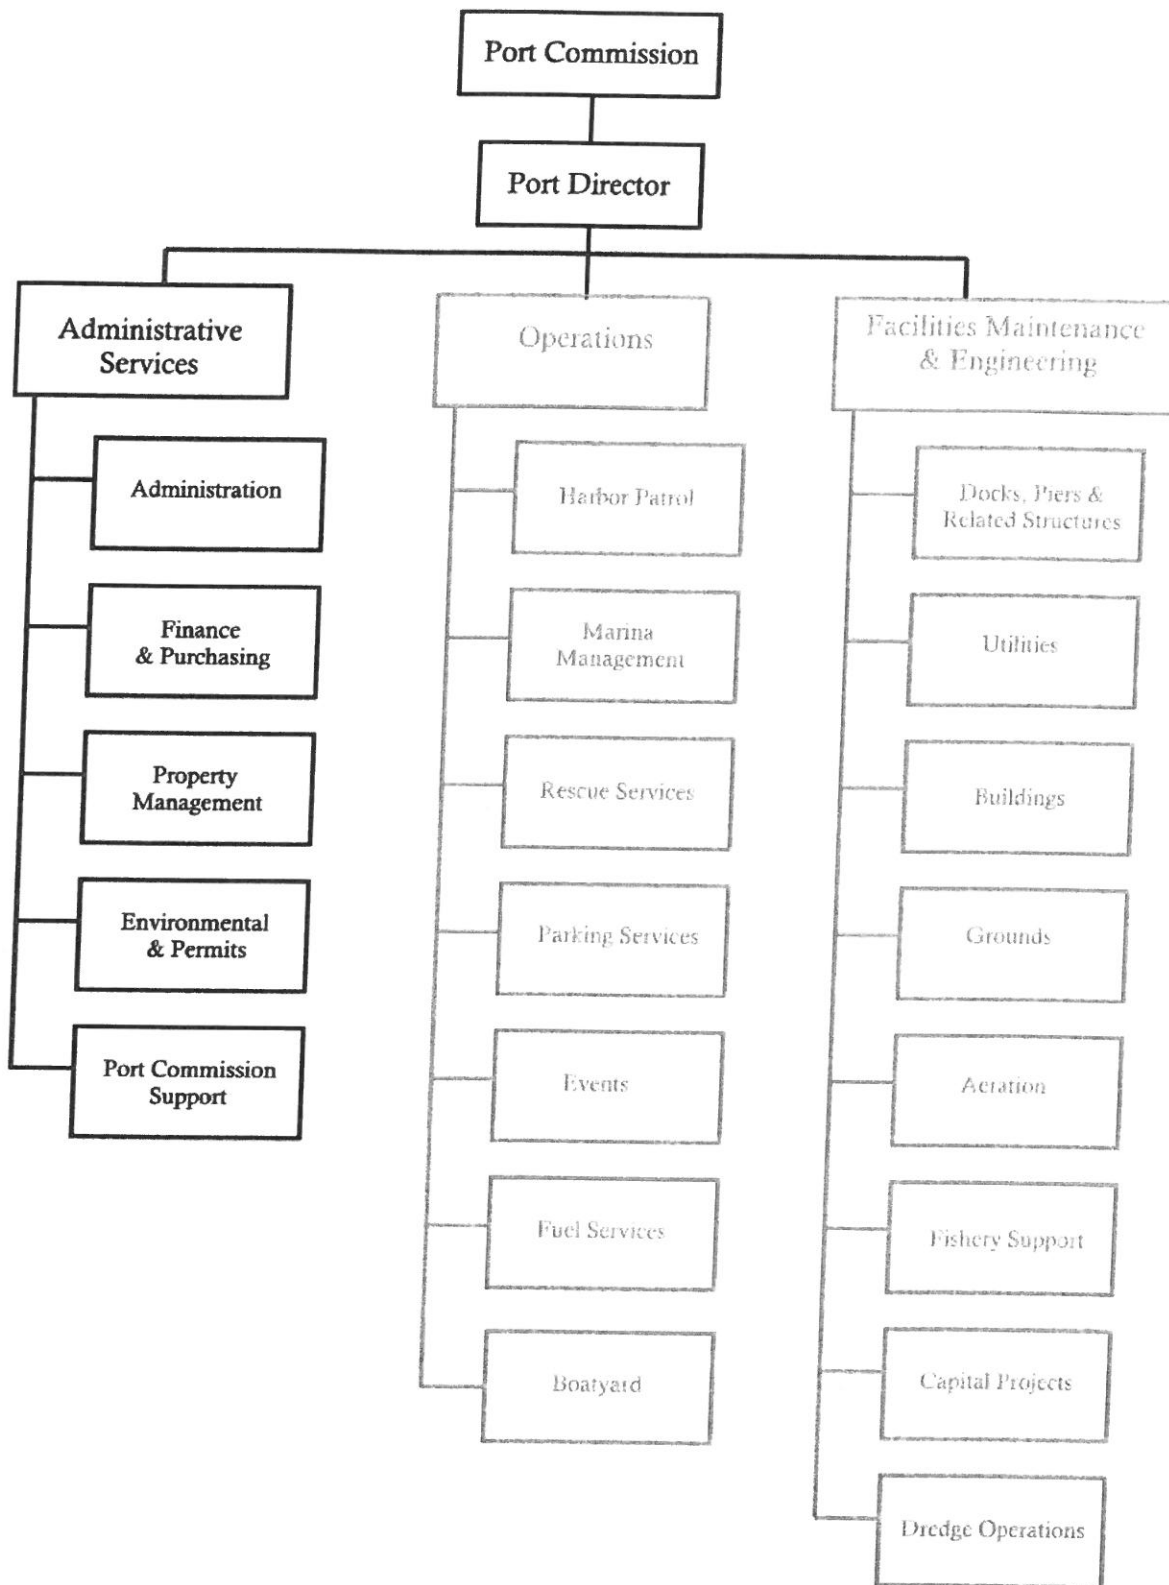 Port Commission
Port Director
Administrative
Services
Administration
Finance
& Purchasing
Property
Management
Environmental
& Permits
Port Commission
Support
Operations
Harbor Patrol
Marina
Management
Rescue Services
Parking Services
Events
Fuel Services
Boatyard
Facilities Maintenance
& Engineering
Docks, Piers &
Related Structures
Utilities
Buildings
Grounds
Aeration
Fishery Support
Capital Projects
Dredge Operations